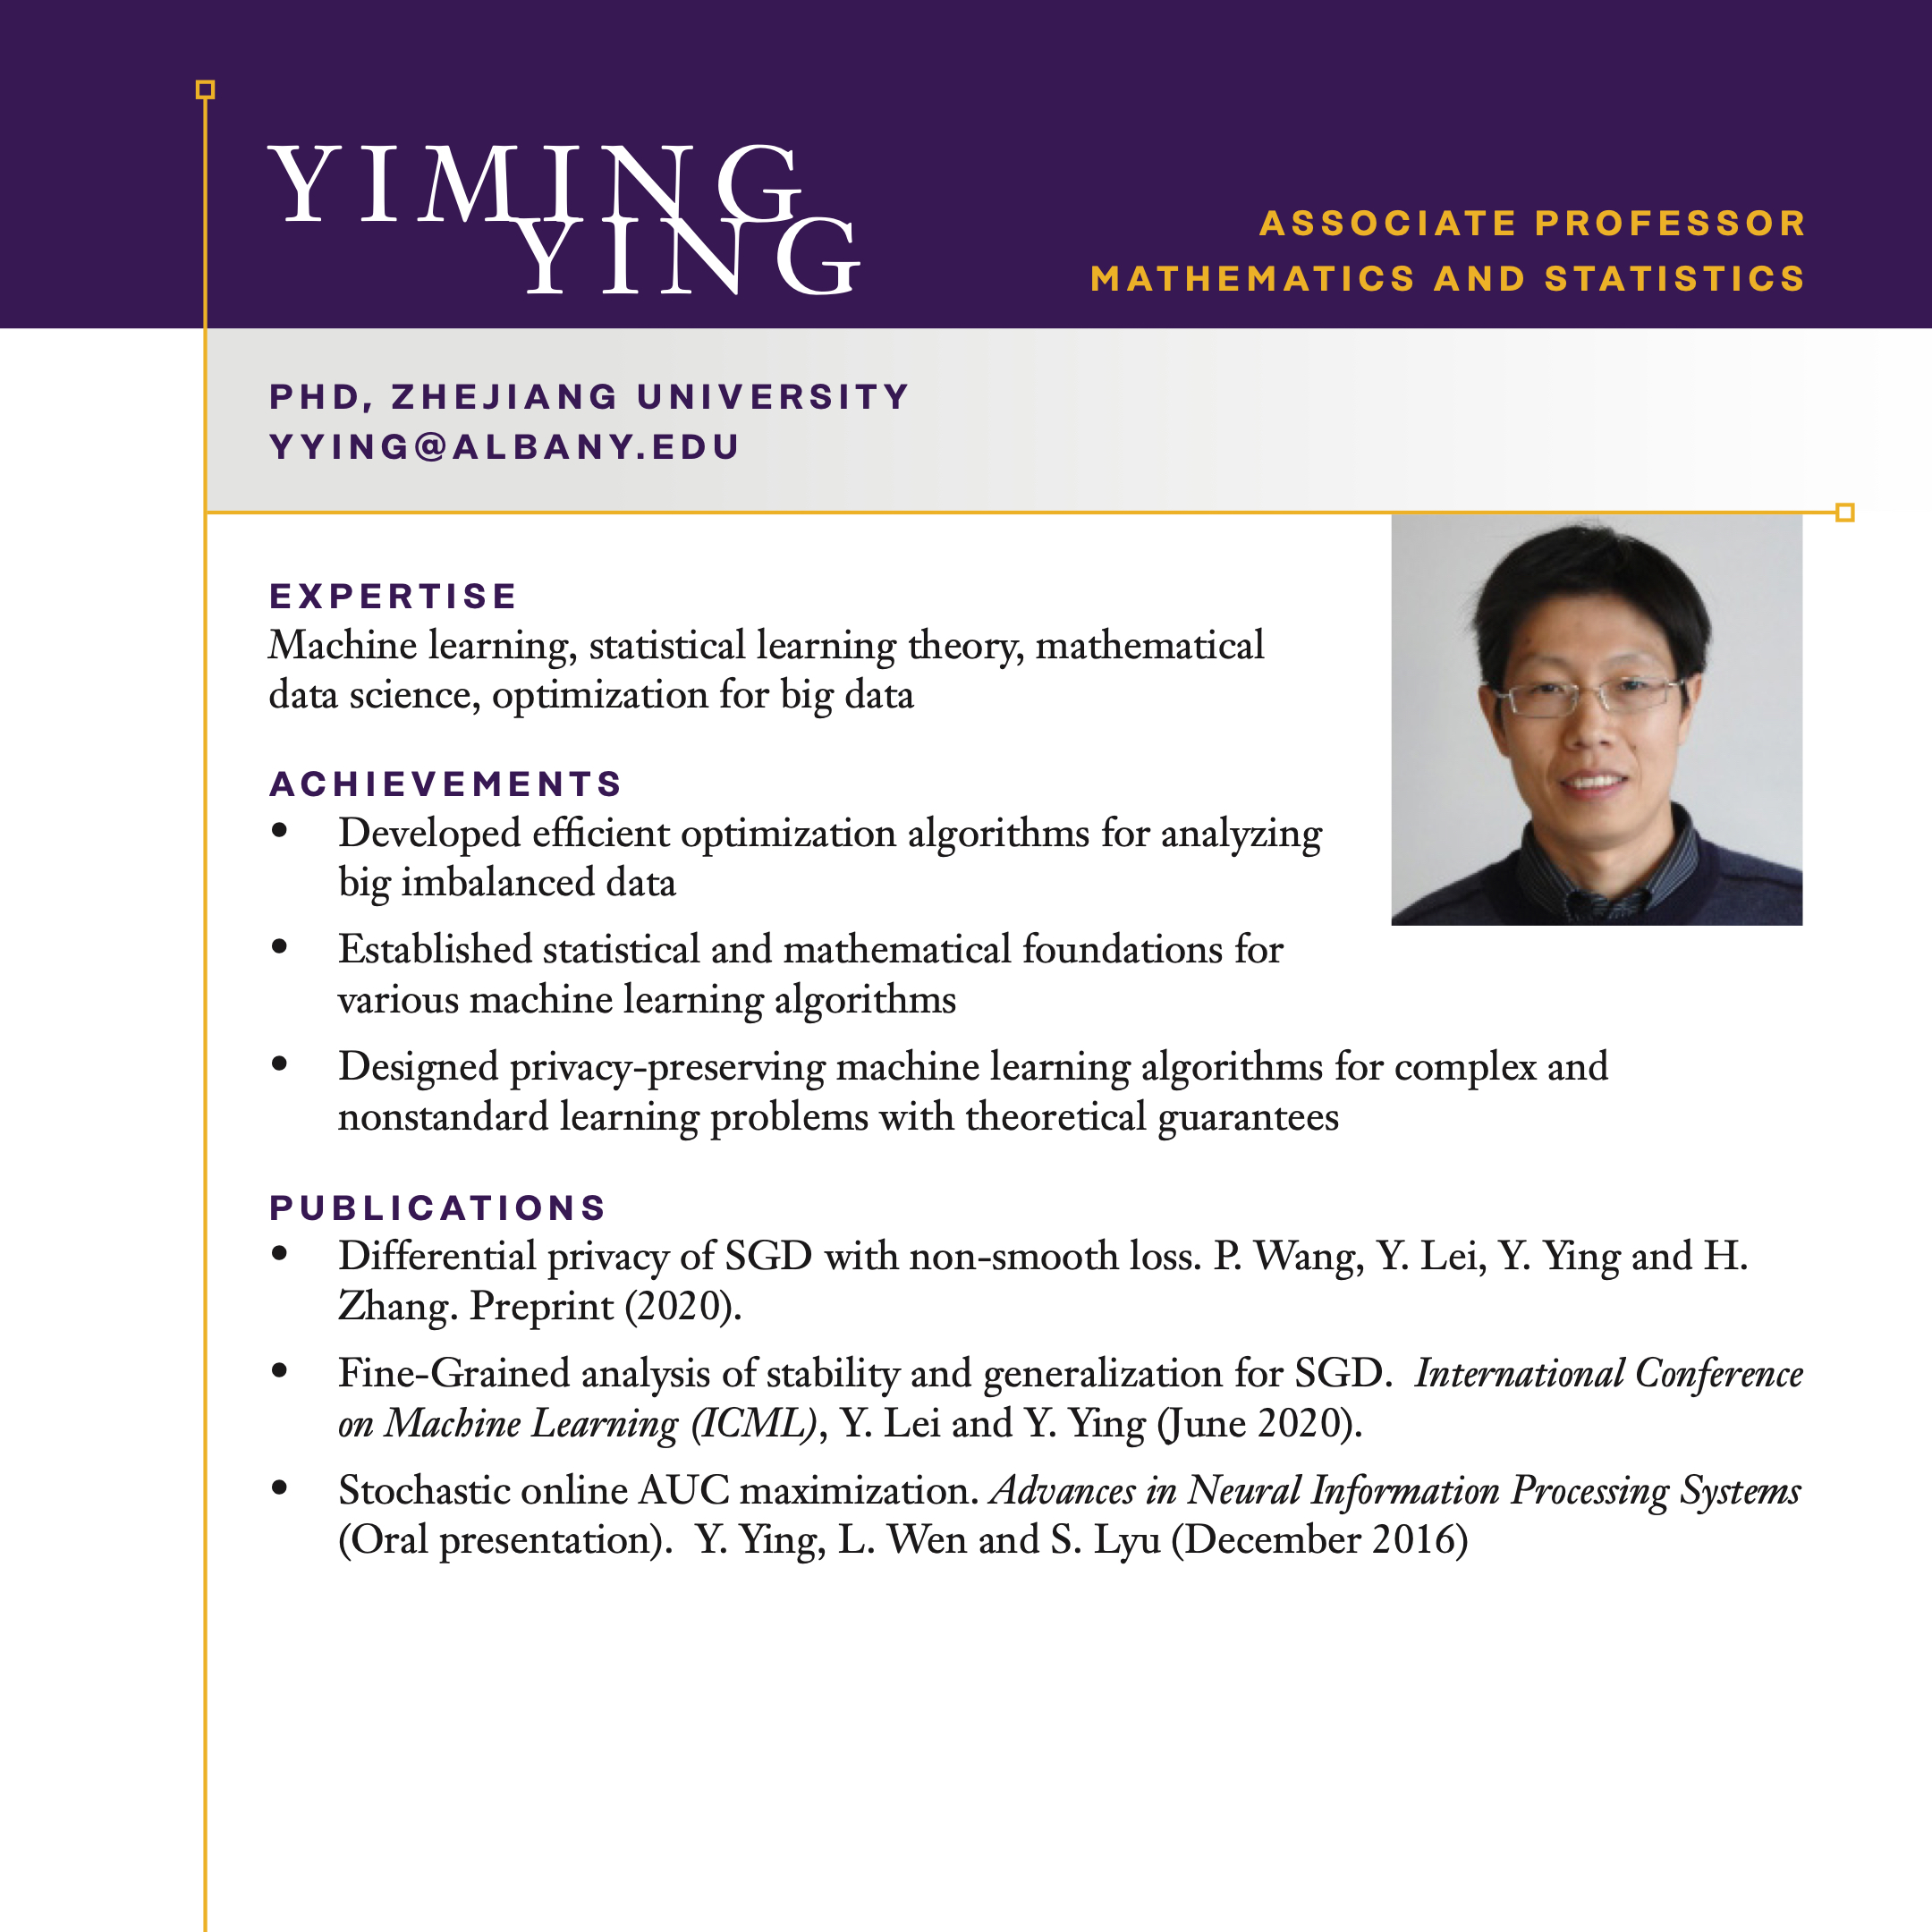 YIMING
YING
ASSOCIATE PROFESSOR
MATHEMATICS AND STATISTICS
PHD, ZHEJIANG UNIVERSITY
YYING@ALBANY.EDU
EXPERTISE
Machine learning, statistical learning theory, mathematical
data science, optimization for big data
ACHIEVEMENTS
• Developed efficient optimization algorithms for analyzing
big imbalanced data
• Established statistical and mathematical foundations for
various machine learning algorithms
• Designed privacy-preserving machine learning algorithms for complex and
nonstandard learning problems with theoretical guarantees
PUBLICATIONS
• Differential privacy of SGD with non-smooth loss. P. Wang, Y. Lei, Y. Ying and H.
Zhang. Preprint (2020).
• Fine-Grained analysis of stability and generalization for SGD.  International Conference
on Machine Learning (ICML), Y. Lei and Y. Ying (June 2020).
• Stochastic online AUC maximization. Advances in Neural Information Processing Systems
(Oral presentation).  Y. Ying, L. Wen and S. Lyu (December 2016)